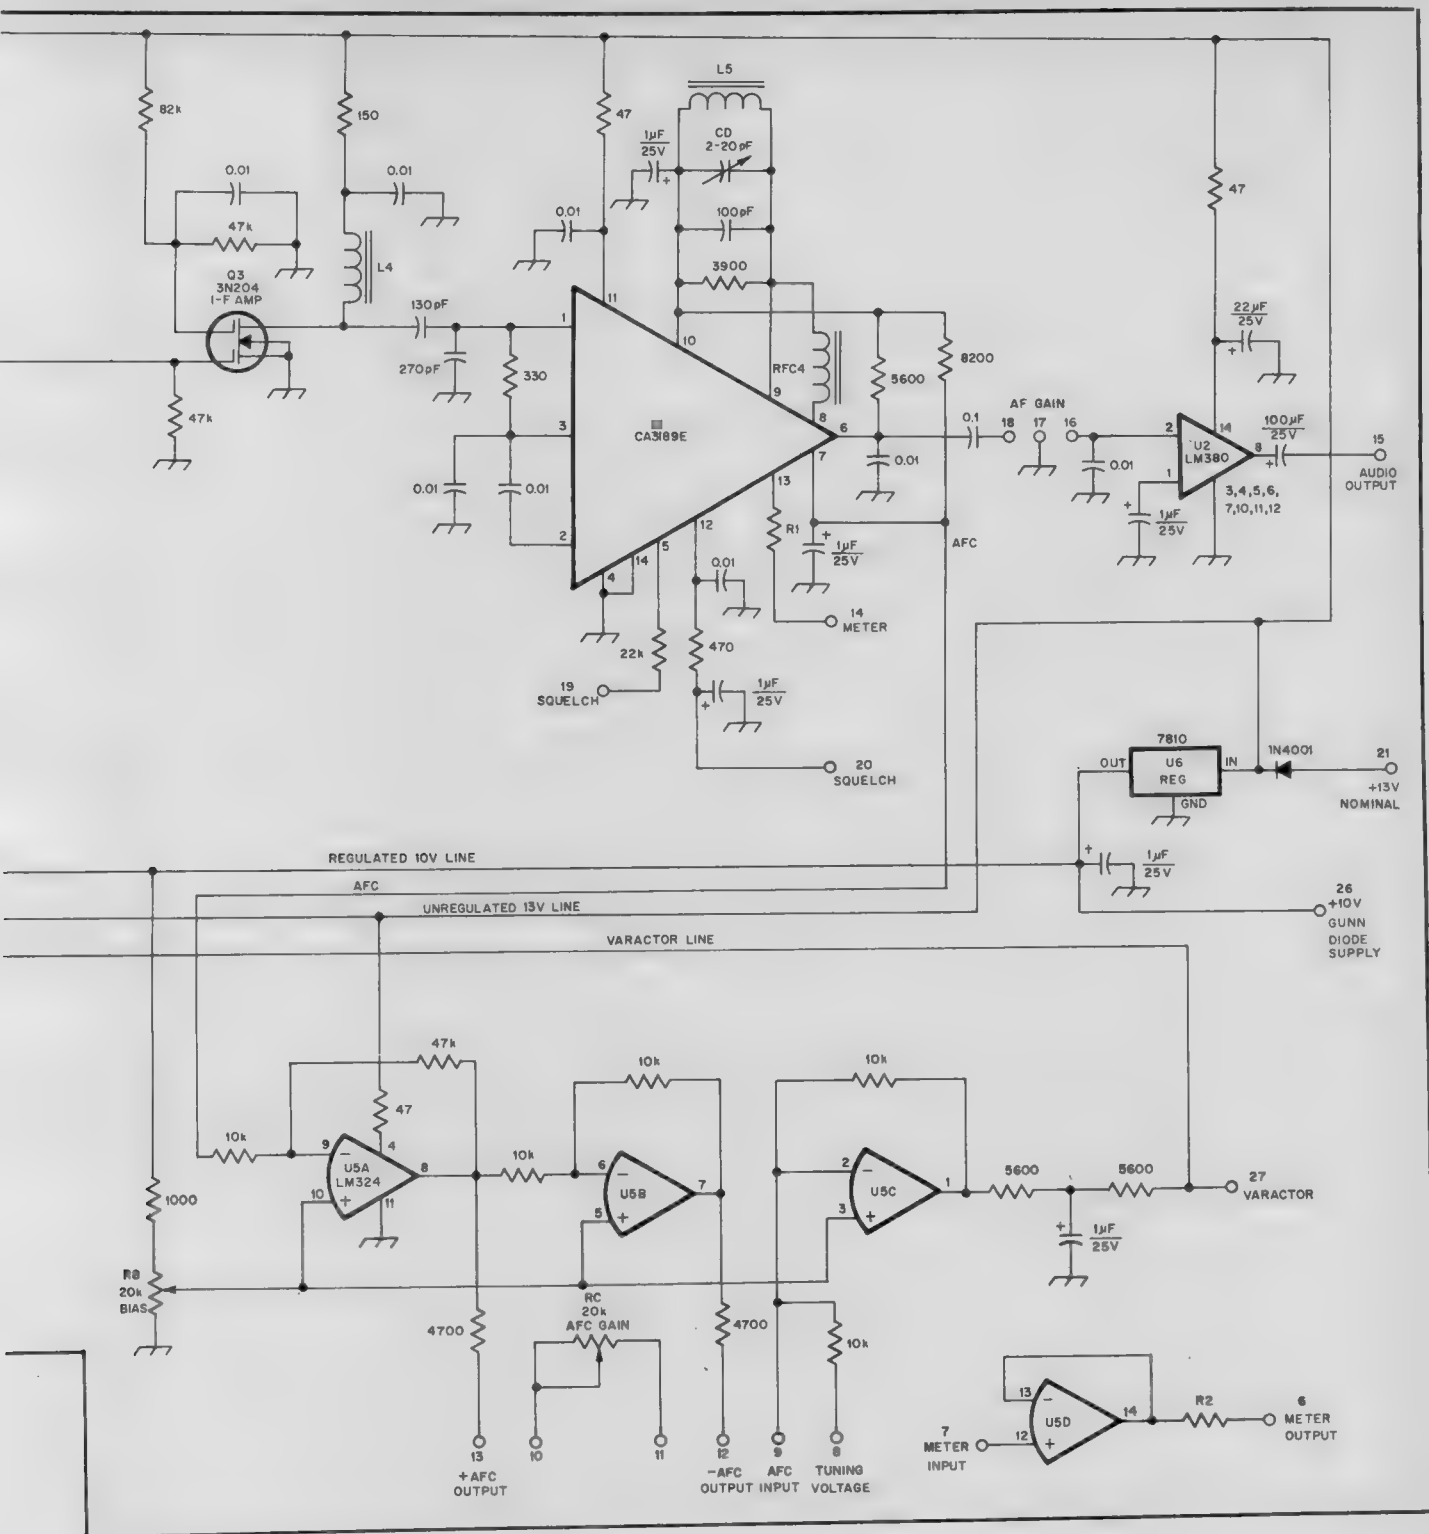 82k
0.01
47k
Q3
3N204
I-F AMP
47k
150
0.01
L4
130pF
270pF
330
0.01
0.01
0.01
47
1µF
25V
L5
CD
2-20pF
100pF
3900
1
3
2
11
10
9
8
6
7
13
12
5
14
4
CA3189E
RFC4
5600
8200
0.01
0.1
AF GAIN
18
17
16
0.01
47
22µF
25V
2
1
14
8
U2
LM380
3,4,5,6,
7,10,11,12
1µF
25V
100µF
25V
15
AUDIO
OUTPUT
R1
1µF
25V
AFC
14
METER
0.01
470
22k
19
SQUELCH
1µF
25V
20
SQUELCH
7810
OUT
U6
REG
IN
GND
1N4001
21
+13V
NOMINAL
1µF
25V
26
+10V
GUNN
DIODE
SUPPLY
REGULATED 10V LINE
AFC
UNREGULATED 13V LINE
VARACTOR LINE
47k
10k
47
9
10
4
11
8
U5A
LM324
1000
20k
BIAS
10k
10k
6
5
7
U5B
10k
2
3
1
U5C
5600
5600
1µF
25V
27
VARACTOR
4700
RC
20k
AFC GAIN
4700
10k
13
+AFC
OUTPUT
10
11
12
-AFC
OUTPUT
9
AFC
INPUT
8
TUNING
VOLTAGE
7
METER
INPUT
13
12
14
U5D
R2
6
METER
OUTPUT